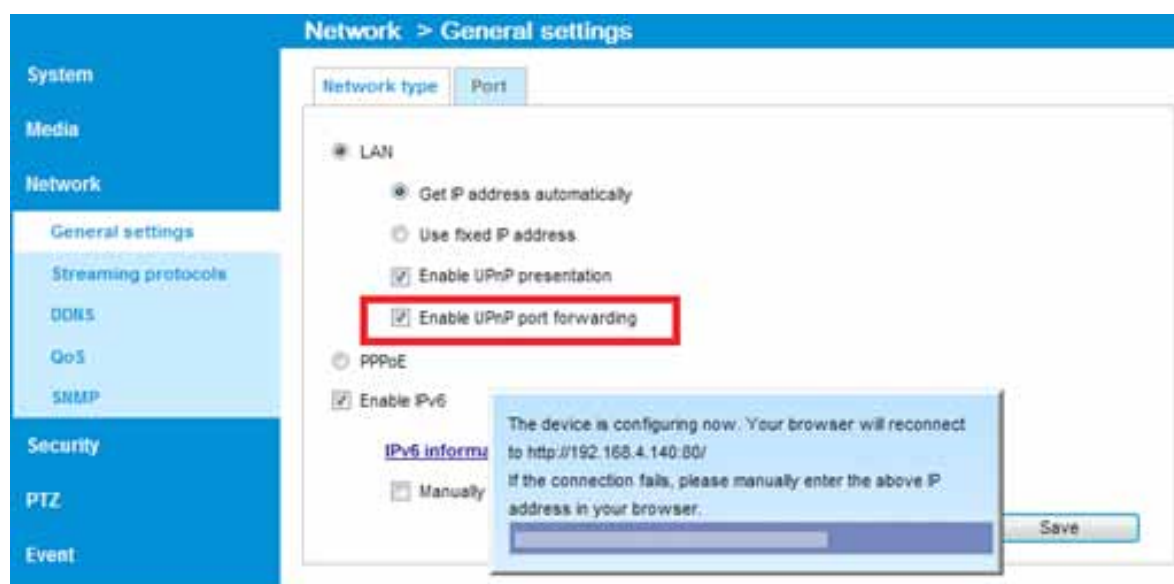 Network > General settings
System
Media
Network
General settings
Streaming protocols
DDNS
QoS
SNMP
Security
PTZ
Event
Network type
Port
LAN
Get IP address automatically
Use fixed IP address
Enable UPnP presentation
Enable UPnP port forwarding
PPPoE
Enable IPv6
IPv6 informa
Manually
The device is configuring now. Your browser will reconnect
to http://192.168.4.140:80/
If the connection fails, please manually enter the above IP
address in your browser.
Save